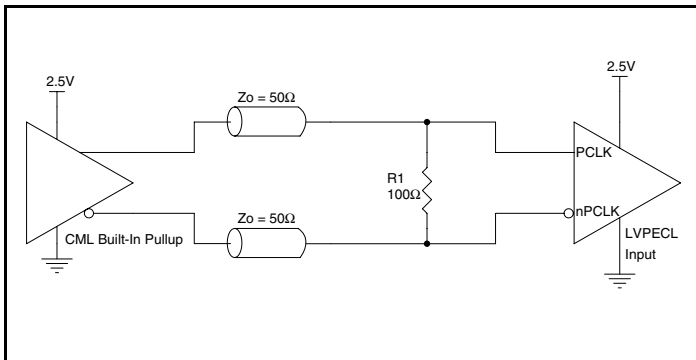 2.5V
2.5V
Zo = 50Ω
PCLK
R1
100Ω
Zo = 50Ω
nPCLK
CML Built-In Pullup
LVPECL
Input